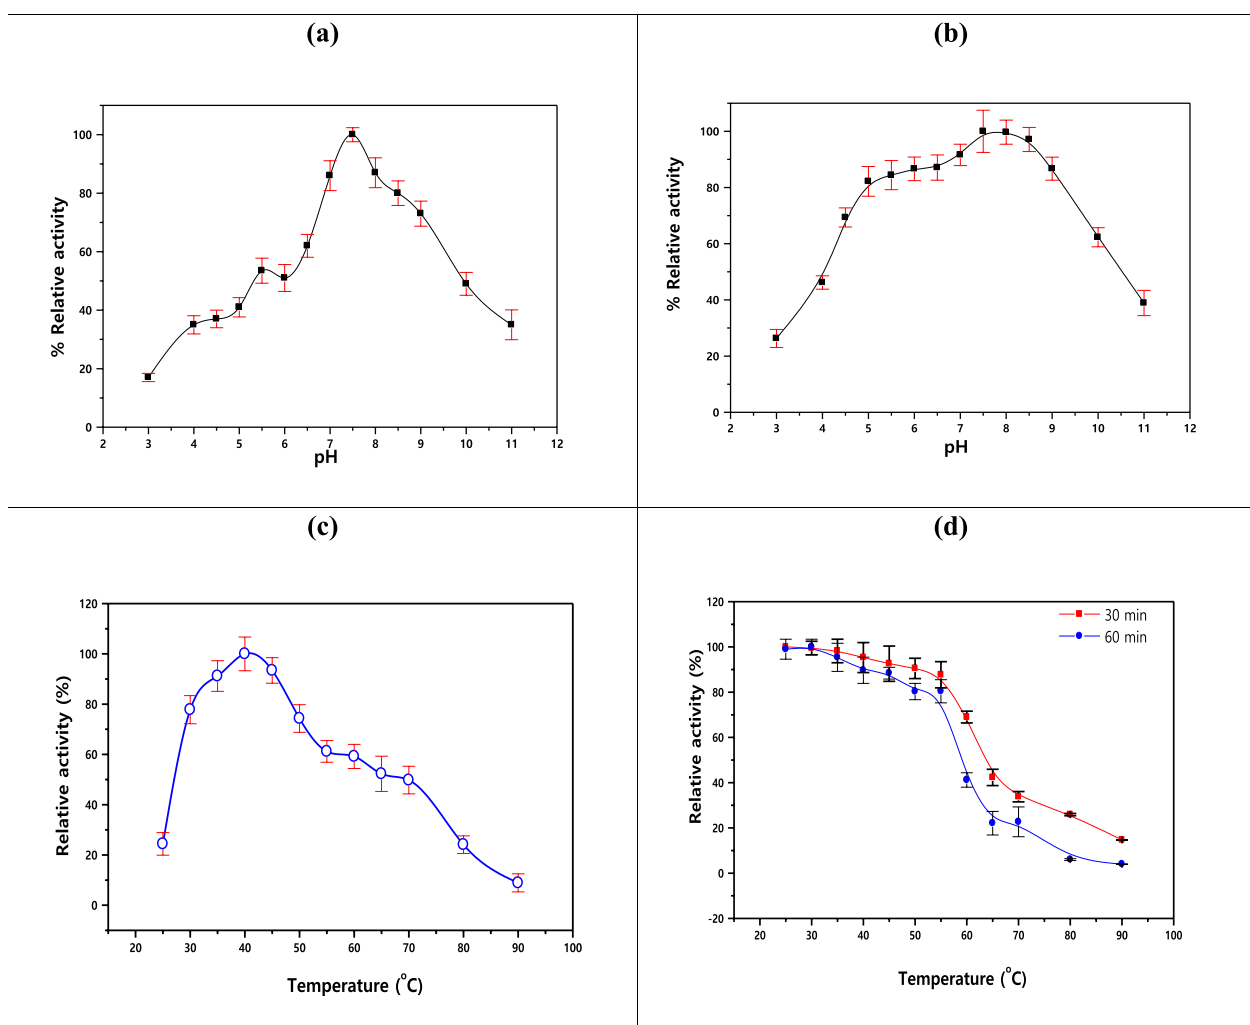 (a)
% Relative activity
100
80
60
40
20
0
2 3 4 5 6 7 8 9 10 11 12
pH
(b)
% Relative activity
100
80
60
40
20
0
2 3 4 5 6 7 8 9 10 11 12
pH
(c)
Relative activity (%)
120
100
80
60
40
20
0
20 30 40 50 60 70 80 90 100
Temperature (°C)
(d)
Relative activity (%)
120
100
80
60
40
20
0
-20
30 min
60 min
20 30 40 50 60 70 80 90 100
Temperature (°C)